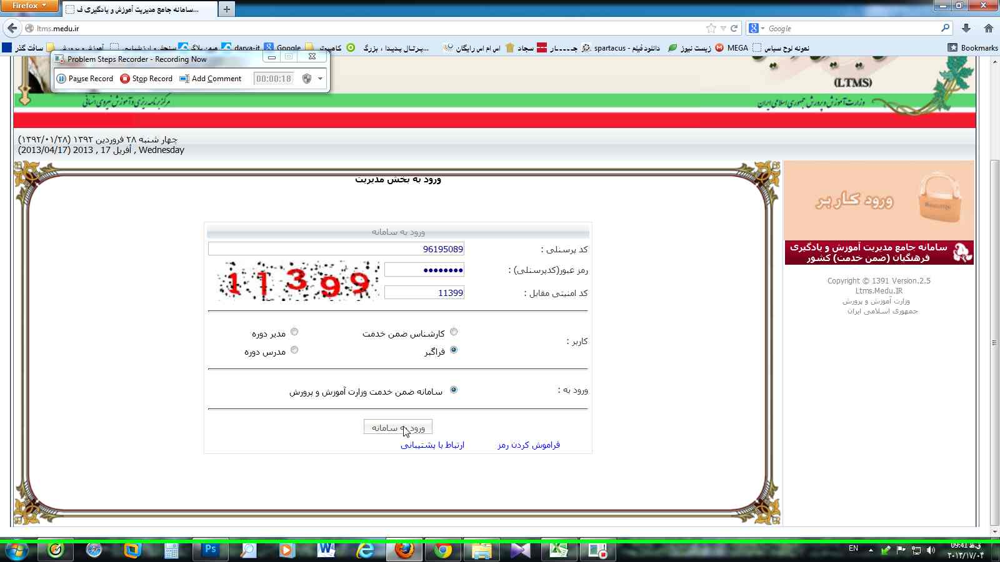 Firefox
سامانه جامع مدیریت آموزش و یادگیری ف...
ltms.medu.ir
Google
سافت گذر
آموزش و پرورش
سنجش و ارزشیابی
میهن بلاگ
darya-it
Google
کامپیوتر
پـرتـال پـدیـدا ، بزرگ...
اس ام اس رایگان
سجاد
جـــــــار
spartacus - دانلود فیلم
زیست نیوز
MEGA
نمونه لوح سپاس
Bookmarks
Problem Steps Recorder - Recording Now
Pause Record
Stop Record
Add Comment
00:00:18
(LTMS)
مرکز برنامه ریزی و آموزش نیروی انسانی
وزارت آموزش و پرورش جمهوری اسلامی ایران
چهار شنبه ۲۸ فروردین ۱۳۹۲ (۱۳۹۲/۰۱/۲۸)
Wednesday , أفریل 17 , 2013 (2013/04/17)
ورود به بخش مدیریت
ورود کاربر
سامانه جامع مدیریت آموزش و یادگیری
فرهنگیان (ضمن خدمت) کشور
Copyright © 1391 Version.2.5
Ltms.Medu.IR
وزارت آموزش و پرورش
جمهوری اسلامی ایران
ورود به سامانه
کد پرسنلی :
96195089
رمز عبور(کدپرسنلی) :
••••••••
کد امنیتی مقابل :
11399
11399
کاربر :
کارشناس ضمن خدمت
مدیر دوره
فراگیر
مدرس دوره
ورود به :
سامانه ضمن خدمت وزارت آموزش و پرورش
ورود به سامانه
فراموش کردن رمز
ارتباط با پشتیبانی
EN
09:41 ق.ظ
۲۰۱۳/۱۷/۰۴